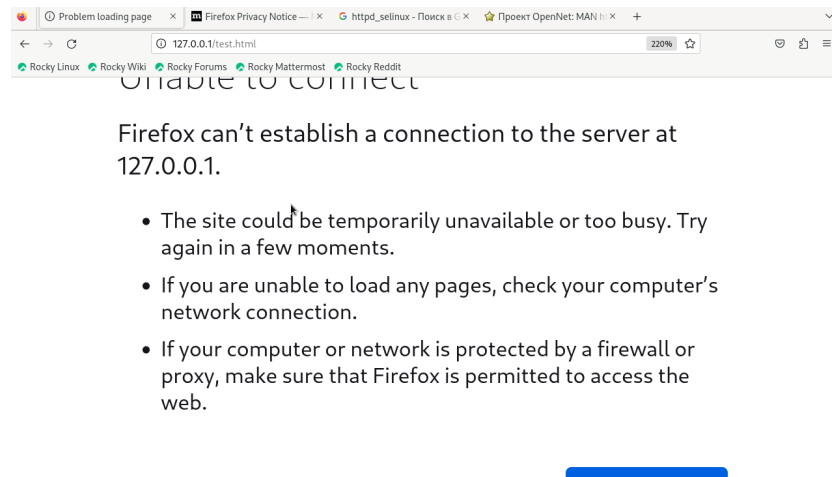 Problem loading page
Firefox Privacy Notice —
httpd_selinux - Поиск в G
Проект OpenNet: MAN
127.0.0.1/test.html
220%
Rocky Linux Rocky Wiki Rocky Forums Rocky Mattermost Rocky Reddit
Unable to connect
Firefox can’t establish a connection to the server at
127.0.0.1.
The site could be temporarily unavailable or too busy. Try
again in a few moments.
If you are unable to load any pages, check your computer’s
network connection.
If your computer or network is protected by a firewall or
proxy, make sure that Firefox is permitted to access the
web.